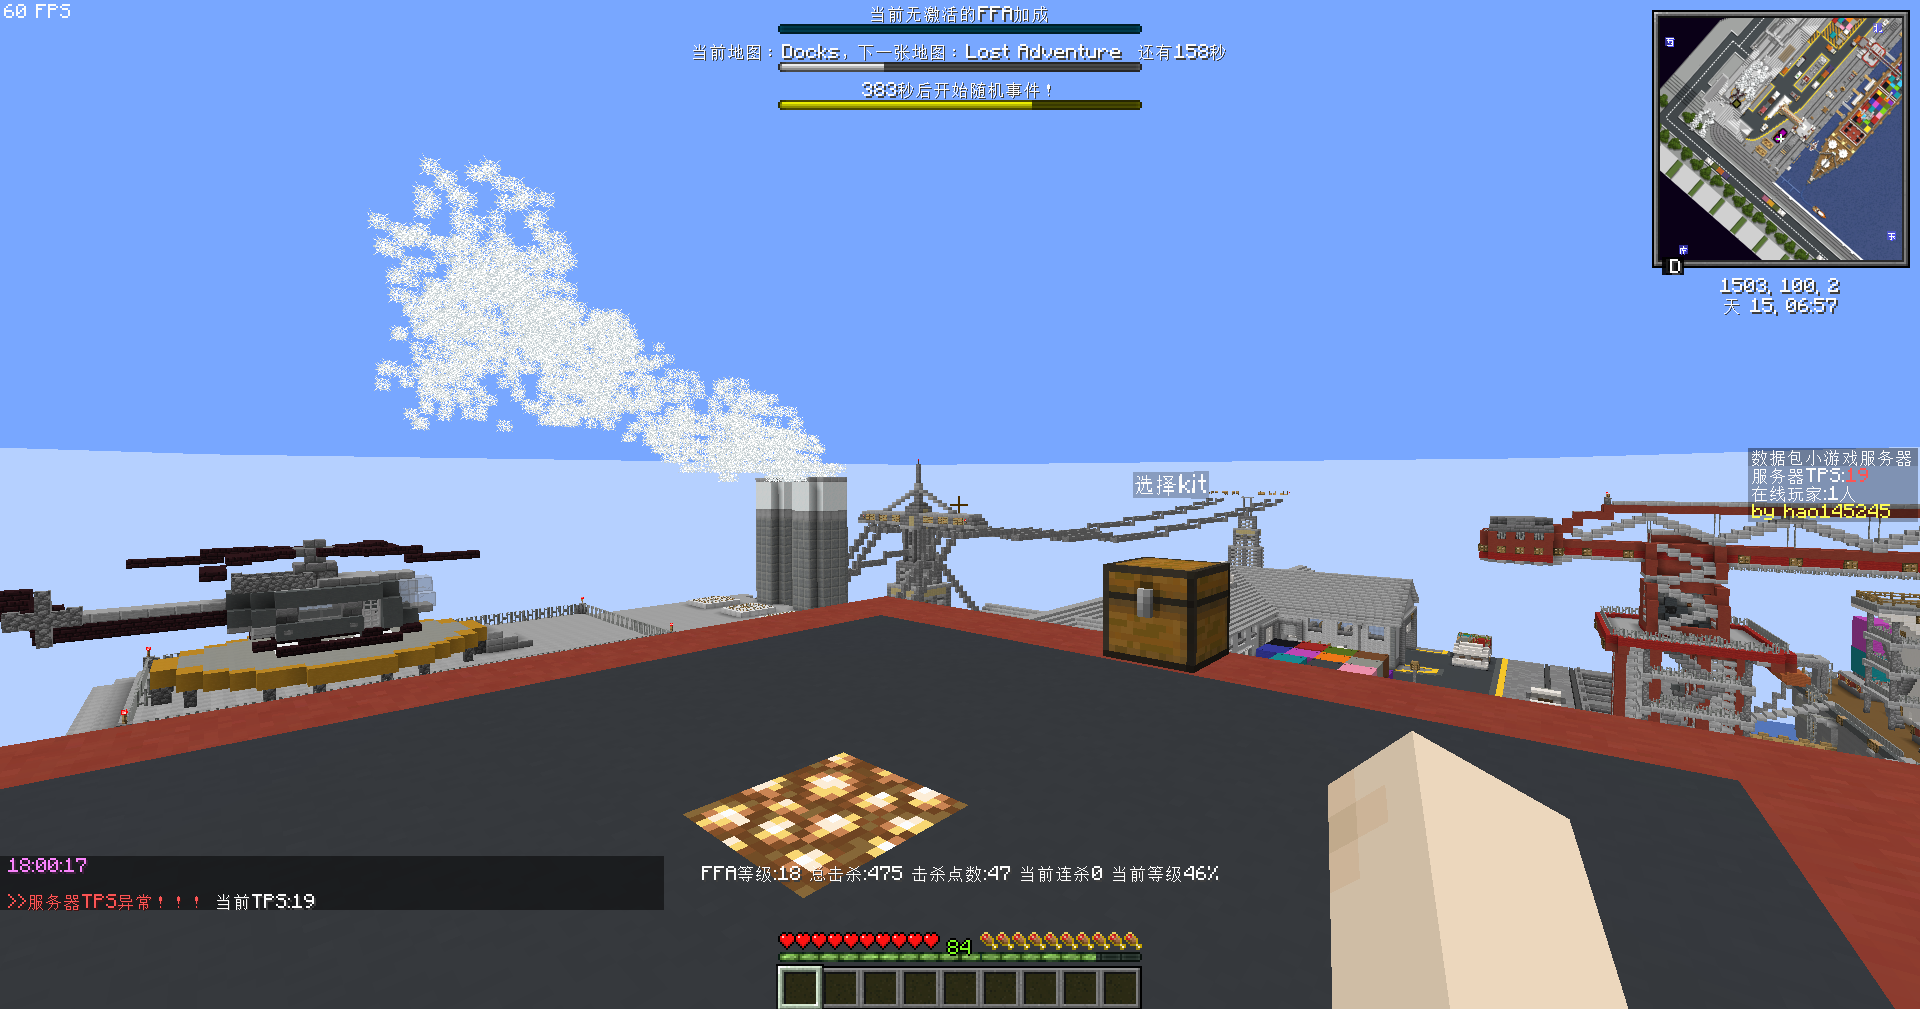 60 FPS
当前无激活的FFA加成
当前地图：Docks，下一张地图：Lost Adventure 还有158秒
383秒后开始随机事件！
北
西
东
南
D
1503, 100, 2
天 15, 06:57
选择kit
数据包小游戏服务器
服务器TPS:19
在线玩家:1人
by hao145245
18:00:17
>>服务器TPS异常！！！ 当前TPS:19
FFA等级:18 总击杀:475 击杀点数:47 当前连杀0 当前等级46%
84